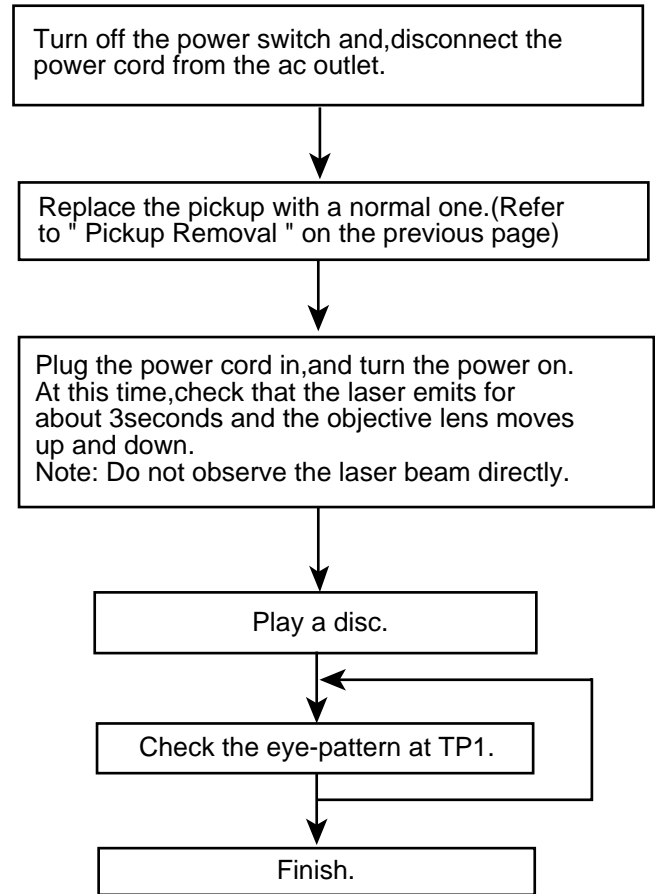 Turn off the power switch and,disconnect the
power cord from the ac outlet.
Replace the pickup with a normal one.(Refer
to " Pickup Removal " on the previous page)
Plug the power cord in,and turn the power on.
At this time,check that the laser emits for
about 3seconds and the objective lens moves
up and down.
Note: Do not observe the laser beam directly.
Play a disc.
Check the eye-pattern at TP1.
Finish.